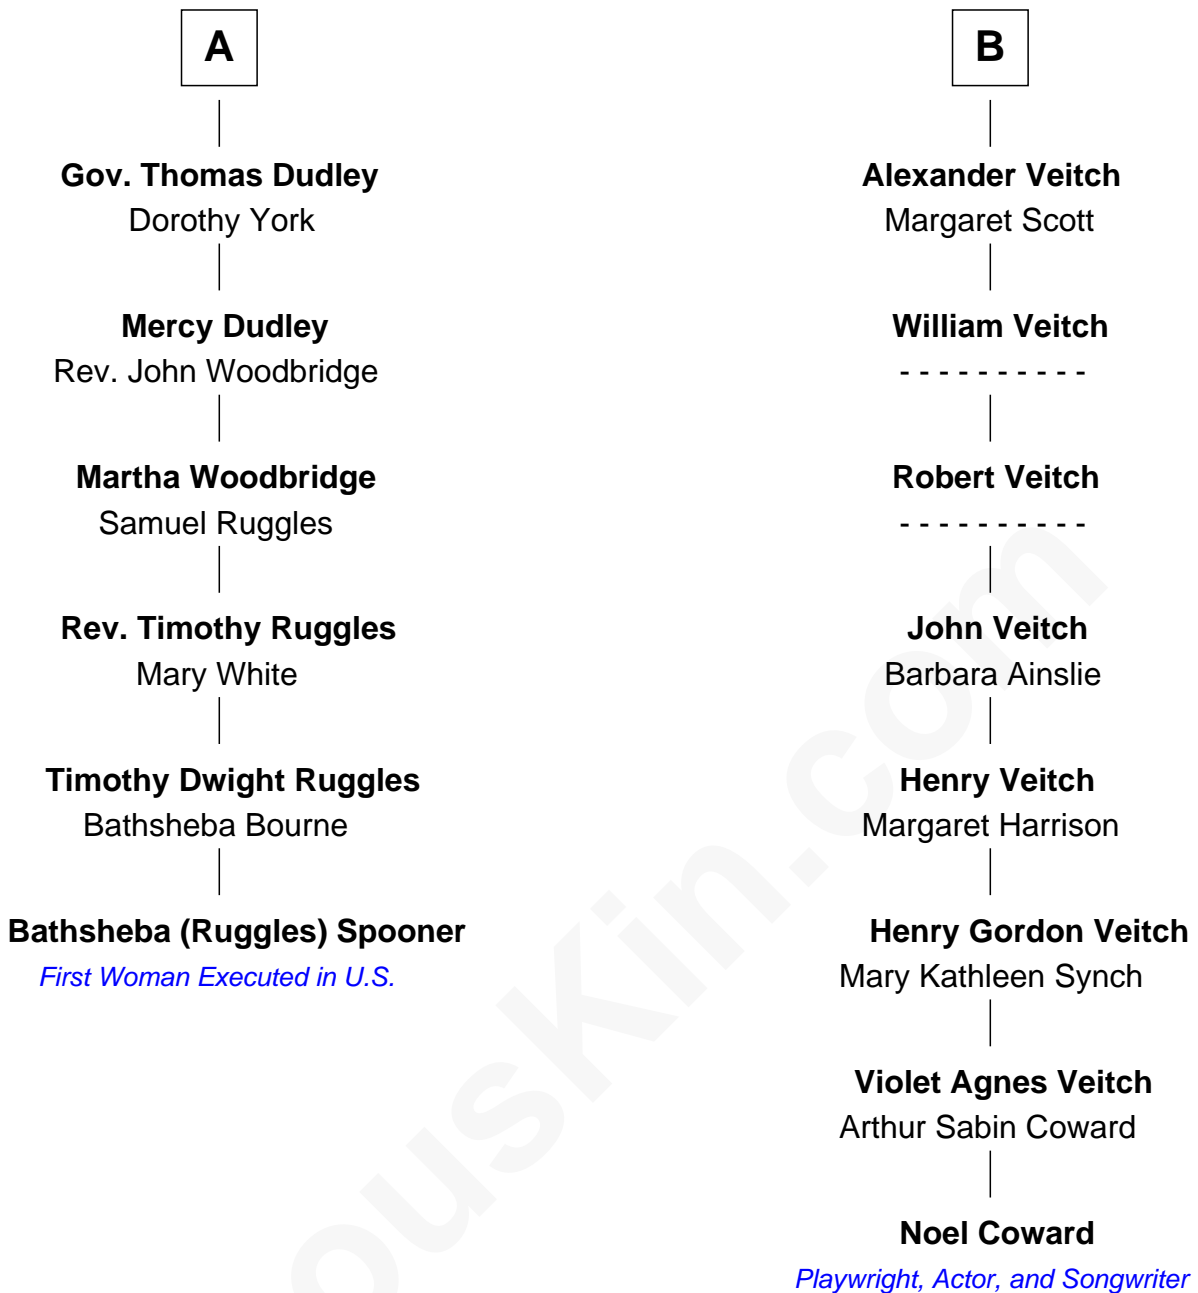 A
Gov. Thomas Dudley
Dorothy York
Mercy Dudley
Rev. John Woodbridge
Martha Woodbridge
Samuel Ruggles
Rev. Timothy Ruggles
Mary White
Timothy Dwight Ruggles
Bathsheba Bourne
Bathsheba (Ruggles) Spooner
First Woman Executed in U.S.
B
Alexander Veitch
Margaret Scott
William Veitch
- - - - - - - - - -
Robert Veitch
- - - - - - - - - -
John Veitch
Barbara Ainslie
Henry Veitch
Margaret Harrison
Henry Gordon Veitch
Mary Kathleen Synch
Violet Agnes Veitch
Arthur Sabin Coward
Noel Coward
Playwright, Actor, and Songwriter
ousKin.com